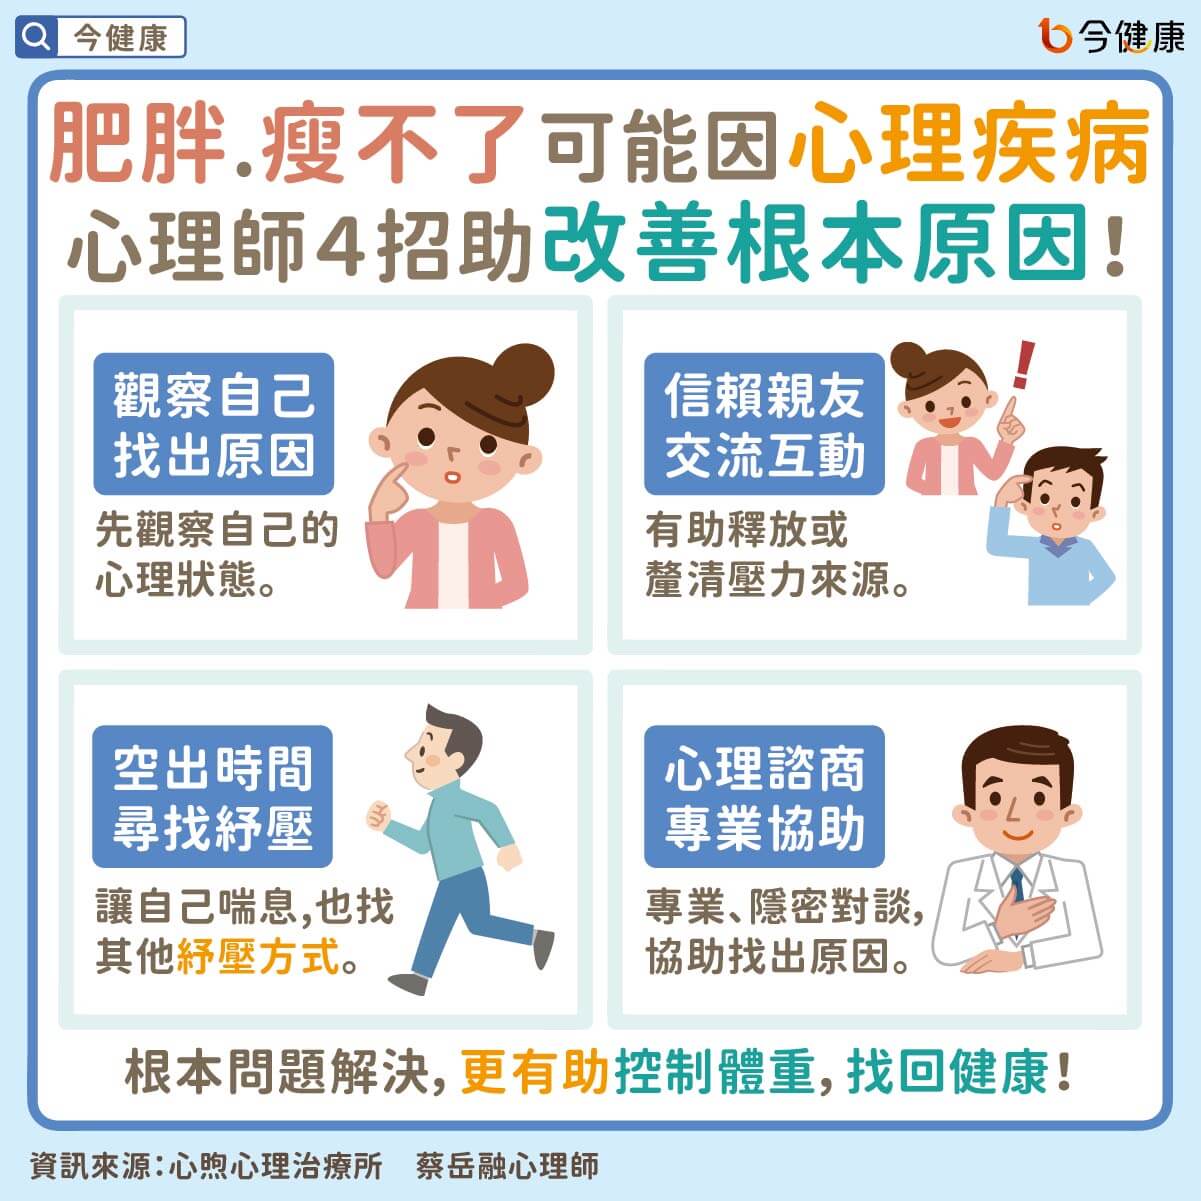 今健康
今健康
肥胖.瘦不了可能因心理疾病
心理師4招助改善根本原因！
觀察自己
找出原因
先觀察自己的
心理狀態。
信賴親友
交流互動
有助釋放或
釐清壓力來源。
空出時間
尋找紓壓
讓自己喘息,也找
其他紓壓方式。
心理諮商
專業協助
專業、隱密對談,
協助找出原因。
根本問題解決,更有助控制體重,找回健康！
資訊來源：心煦心理治療所　蔡岳融心理師